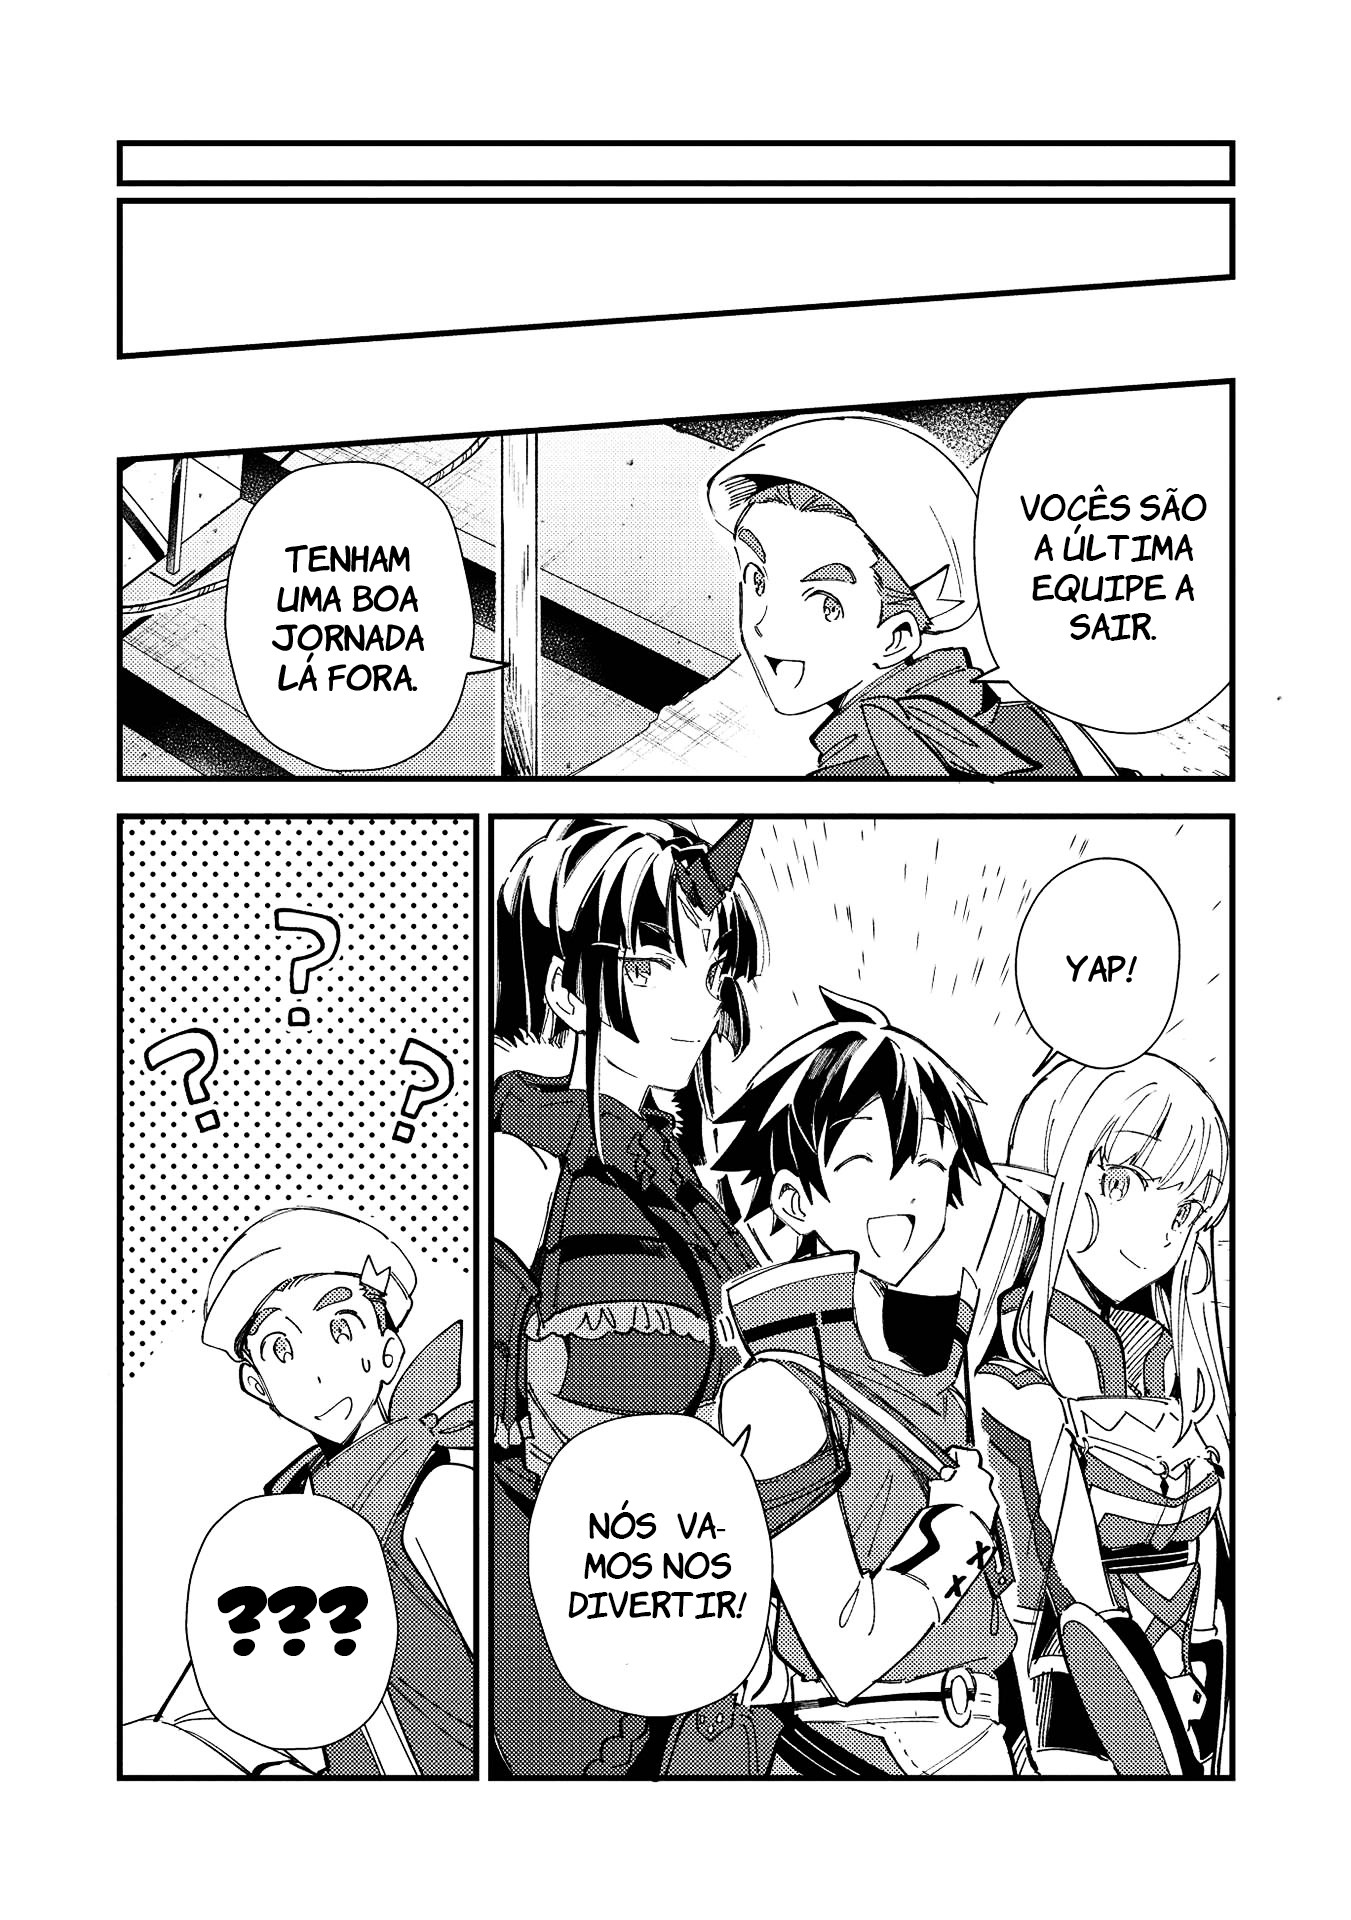 VOCÊS SÃO
A ÚLTIMA
EQUIPE A
SAIR.
TENHAM
UMA BOA
JORNADA
LÁ FORA.
YAP!
NÓS VA-
MOS NOS
DIVERTIR!
? ? ?
???